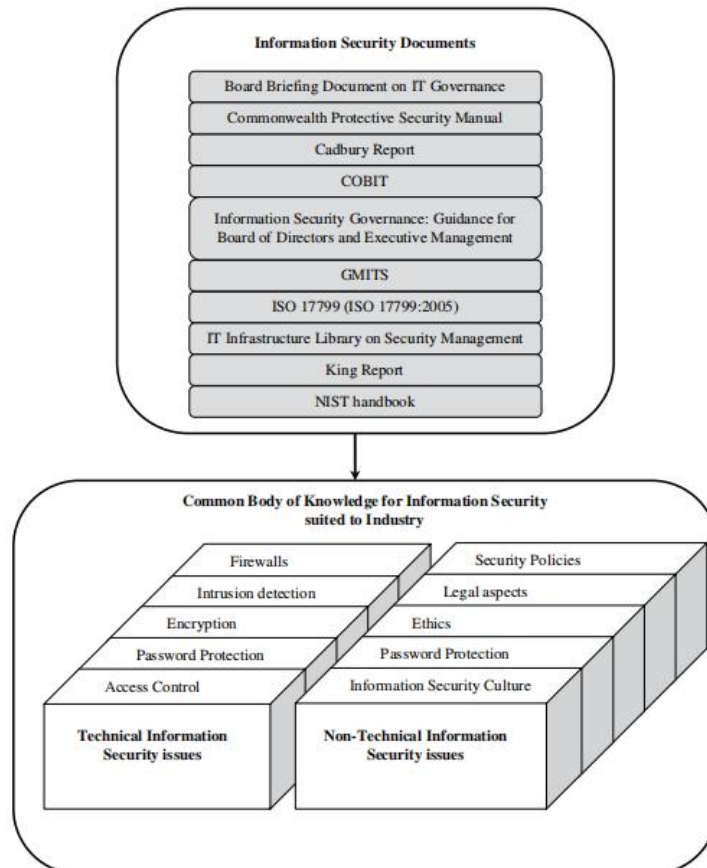 Information Security Documents
Board Briefing Document on IT Governance
Commonwealth Protective Security Manual
Cadbury Report
COBIT
Information Security Governance: Guidance for
Board of Directors and Executive Management
GMITS
ISO 17799 (ISO 17799:2005)
IT Infrastructure Library on Security Management
King Report
NIST handbook
Common Body of Knowledge for Information Security
suited to Industry
Firewalls
Intrusion detection
Encryption
Password Protection
Access Control
Technical Information
Security issues
Security Policies
Legal aspects
Ethics
Password Protection
Information Security Culture
Non-Technical Information
Security issues